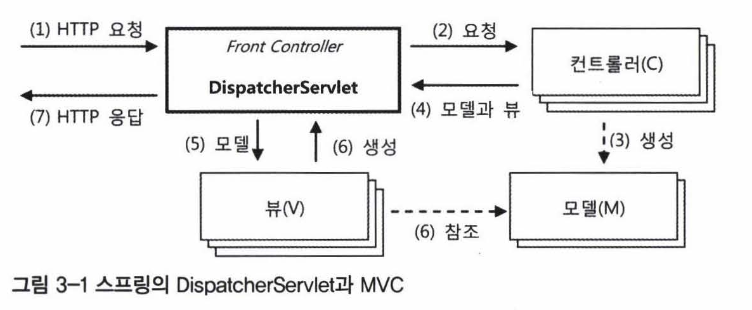 (1) HTTP 요청
Front Controller
(2) 요청
컨트롤러(C)
DispatcherServlet
(7) HTTP 응답
(4) 모델과 뷰
(5) 모델
(6) 생성
(3) 생성
뷰(V)
모델(M)
(6) 참조
그림 3-1 스프링의 DispatcherServlet과 MVC